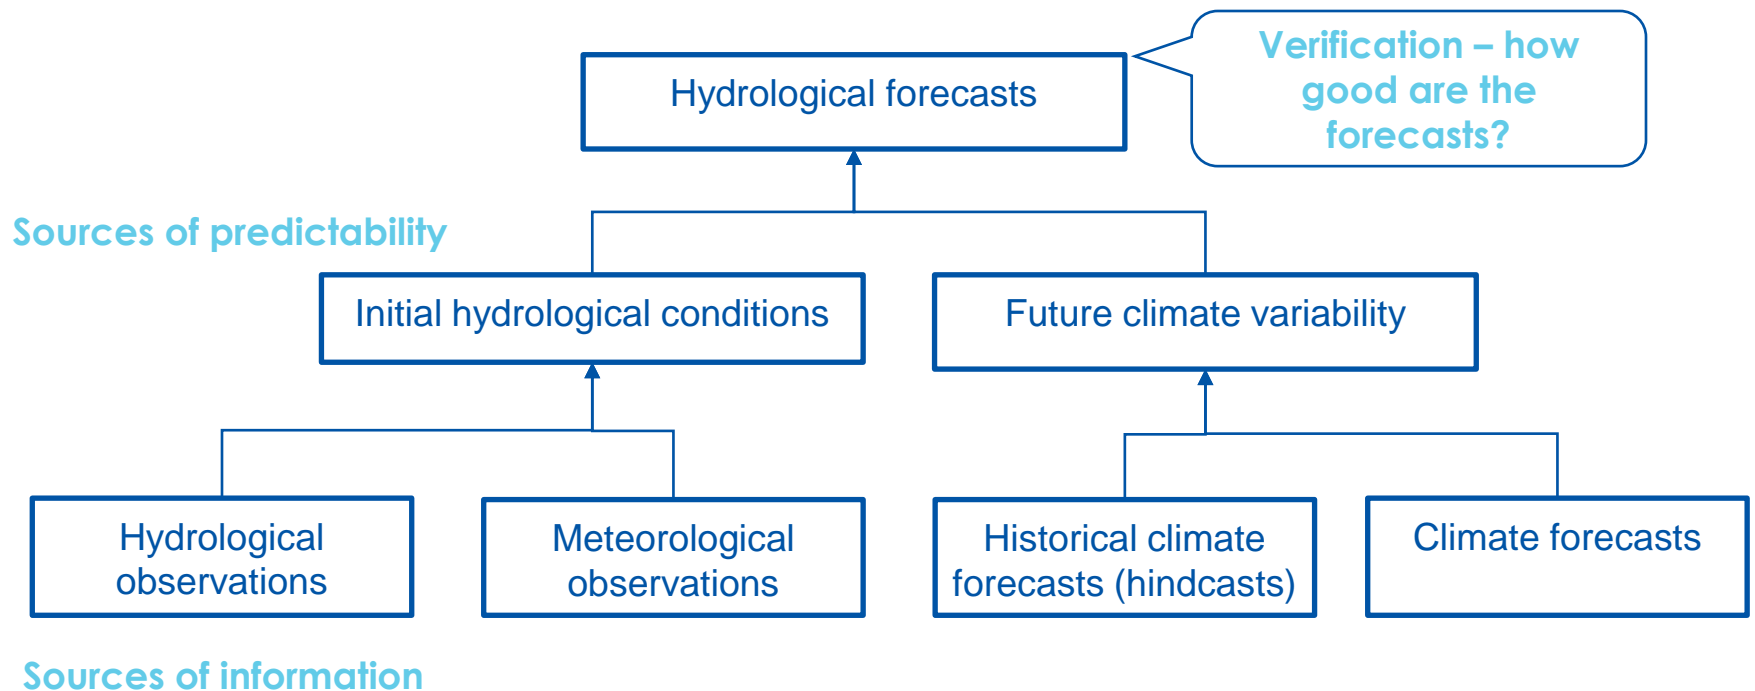 Verification – how
good are the
forecasts?
Hydrological forecasts
Sources of predictability
Initial hydrological conditions
Future climate variability
Hydrological
observations
Meteorological
observations
Historical climate
forecasts (hindcasts)
Climate forecasts
Sources of information